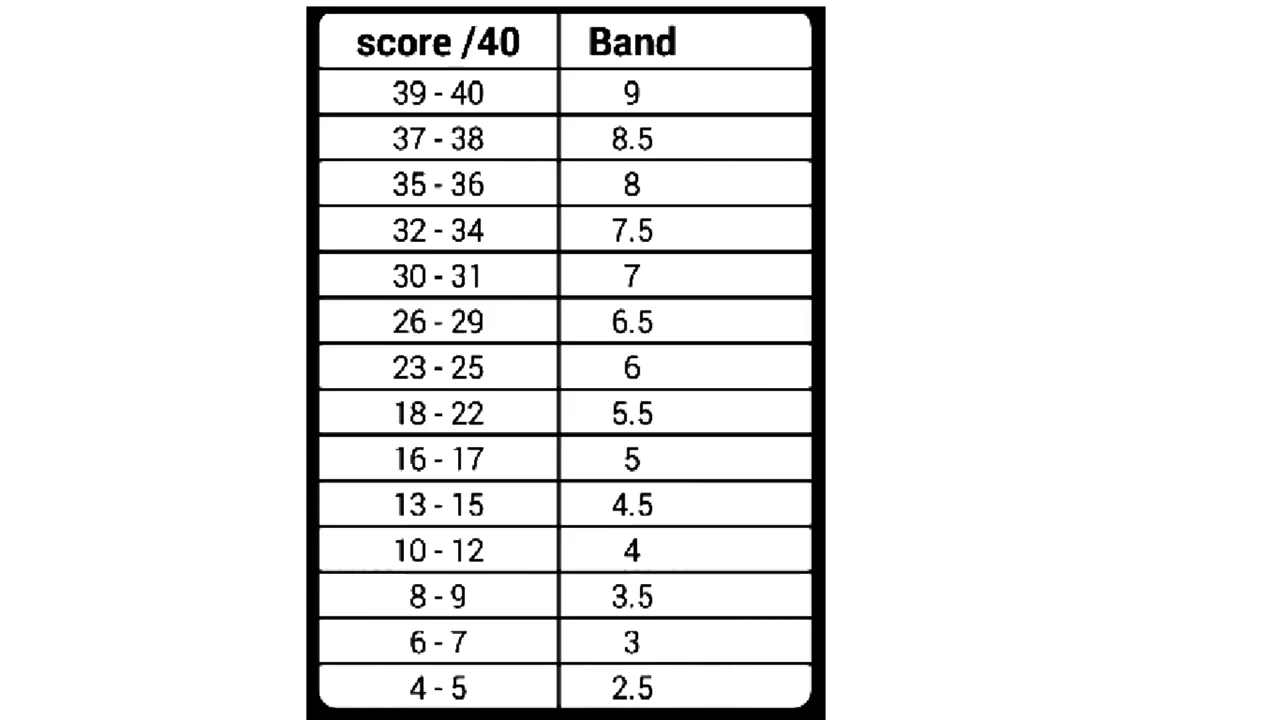 score /40 Band
39 - 40 9
37 - 38 8.5
35 - 36 8
32 - 34 7.5
30 - 31 7
26 - 29 6.5
23 - 25 6
18 - 22 5.5
16 - 17 5
13 - 15 4.5
10 - 12 4
8 - 9 3.5
6 - 7 3
4 - 5 2.5